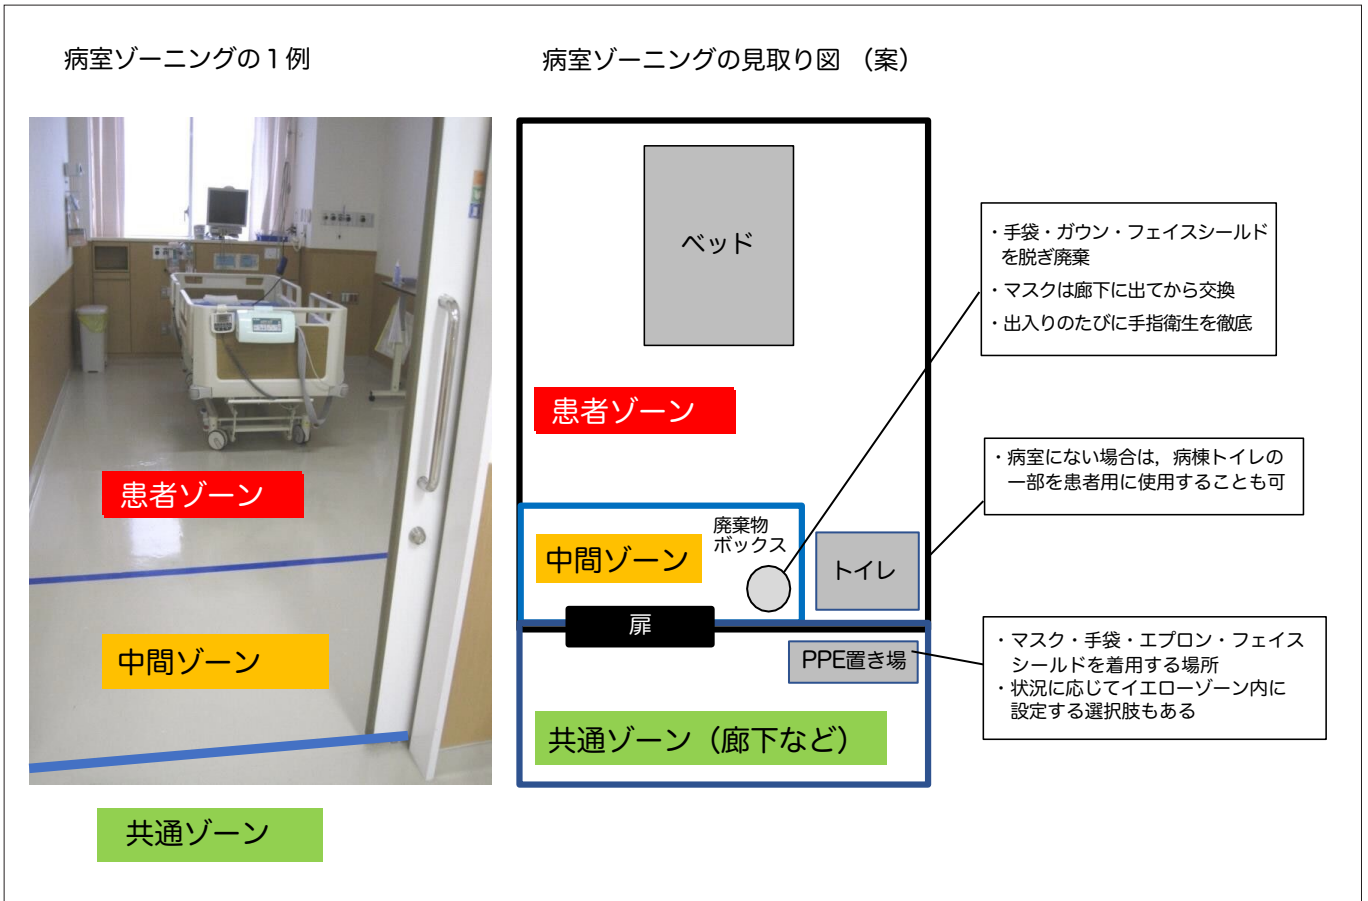 病室ゾーニングの１例
病室ゾーニングの見取り図 （案）
患者ゾーン
中間ゾーン
共通ゾーン
ベッド
患者ゾーン
中間ゾーン
廃棄物
ボックス
トイレ
扉
PPE置き場
共通ゾーン（廊下など）
・手袋・ガウン・フェイスシールド
を脱ぎ廃棄
・マスクは廊下に出てから交換
・出入りのたびに手指衛生を徹底
・病室にない場合は，病棟トイレの
一部を患者用に使用することも可
・マスク・手袋・エプロン・フェイス
シールドを着用する場所
・状況に応じてイエローゾーン内に
設定する選択肢もある